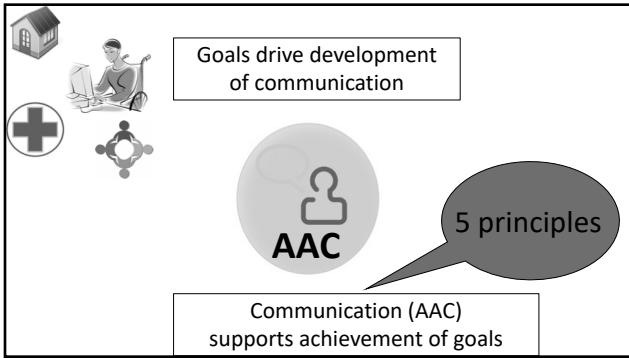 Goals drive development
of communication
AAC
5 principles
Communication (AAC)
supports achievement of goals